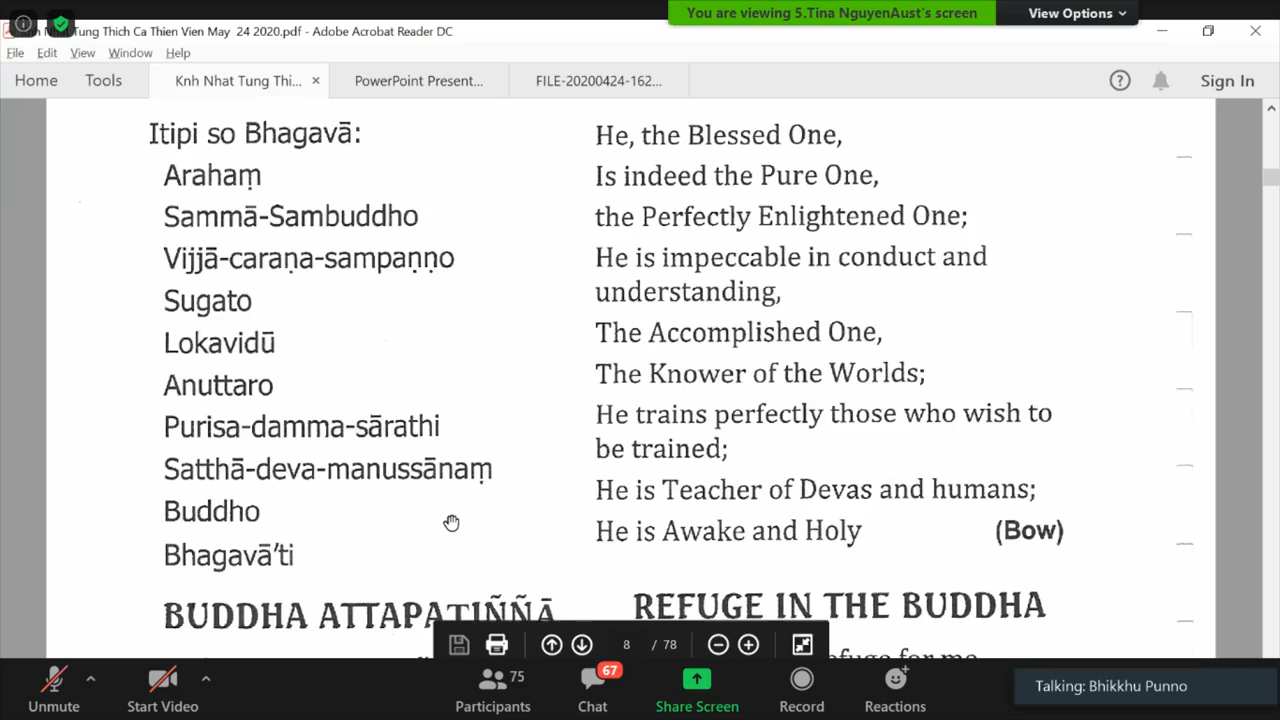 You are viewing 5.Tina NguyenAust's screen
View Options
Tung Thich Ca Thien Vien May 24 2020.pdf - Adobe Acrobat Reader DC
File Edit View Window Help
Home Tools Knh Nhat Tung Thi... × PowerPoint Present... FILE-20200424-162... Sign In
Itipi so Bhagavā:
Arahaṃ
Sammā-Sambuddho
Vijjā-caraṇa-sampaṇṇo
Sugato
Lokavidū
Anuttaro
Purisa-damma-sārathi
Satthā-deva-manussānaṃ
Buddho
Bhagavā'ti
BUDDHA ATTAPATIÑÑĀ
He, the Blessed One,
Is indeed the Pure One,
the Perfectly Enlightened One;
He is impeccable in conduct and
understanding,
The Accomplished One,
The Knower of the Worlds;
He trains perfectly those who wish to
be trained;
He is Teacher of Devas and humans;
He is Awake and Holy (Bow)
REFUGE IN THE BUDDHA
refuge for me
8 / 78
Unmute
Start Video
75
Participants
67
Chat
Share Screen
Record
Reactions
Talking: Bhikkhu Punno